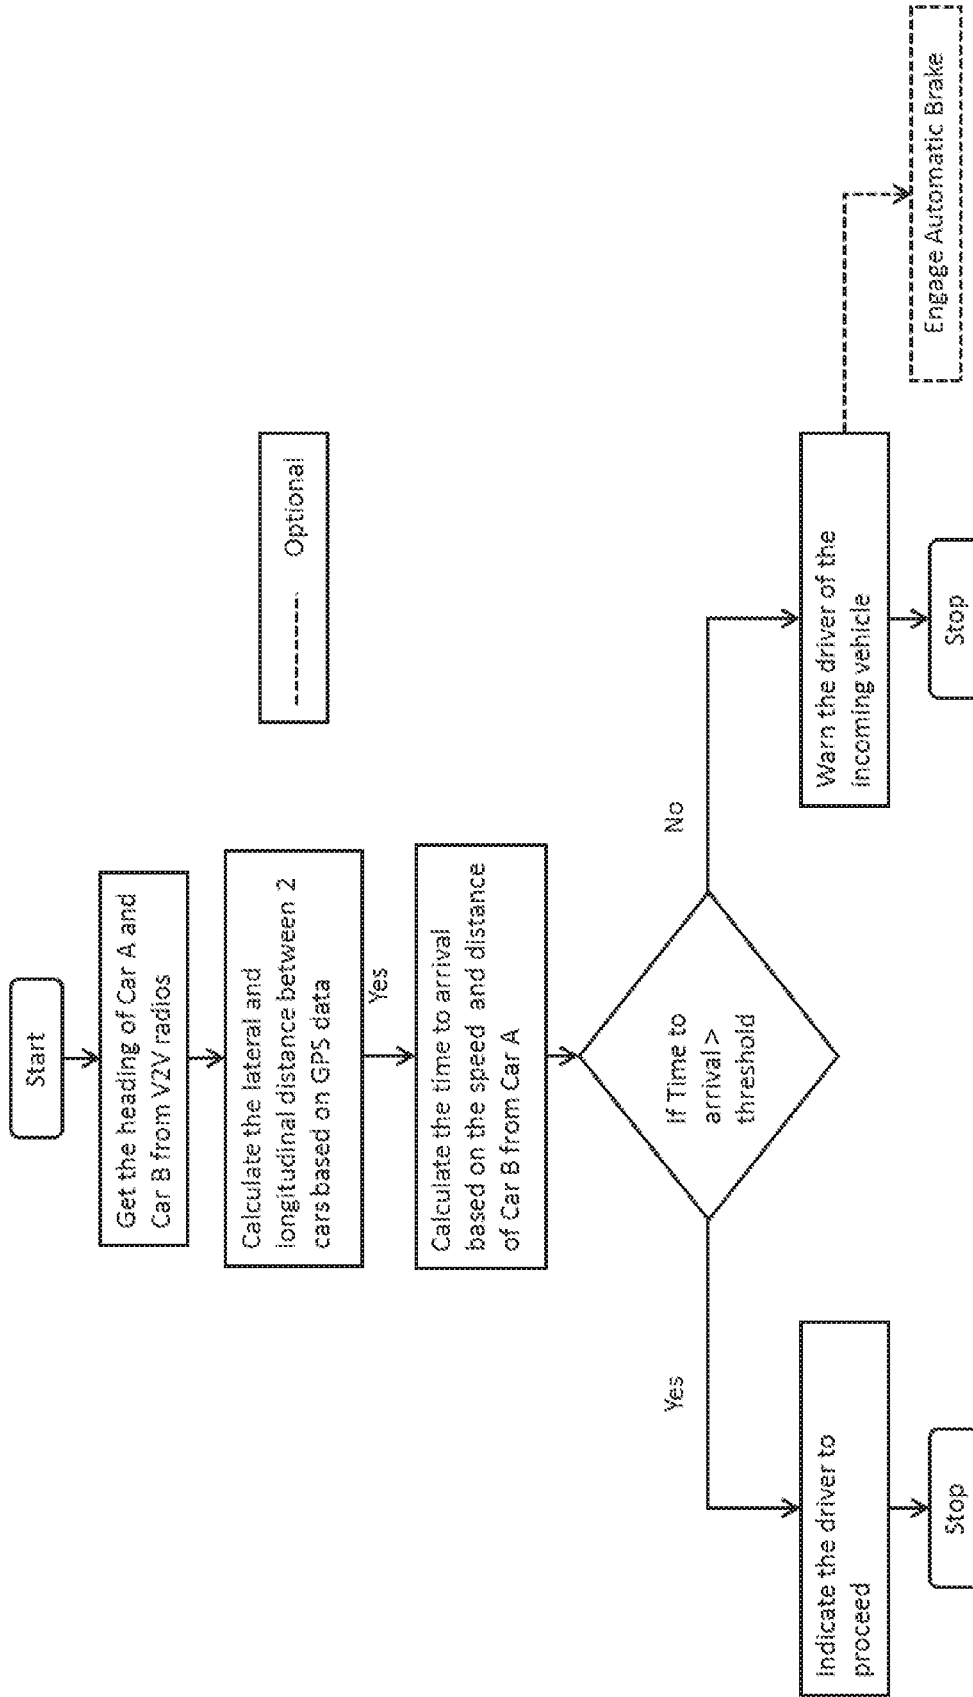 Start
Get the heading of Car A and
Car B from V2V radios
Calculate the lateral and
longitudinal distance between 2
cars based on GPS data
Yes
Calculate the time to arrival
based on the speed and distance
of Car B from Car A
Optional
If Time to
arrival >
threshold
Yes
No
Indicate the driver to
proceed
Stop
Warn the driver of the
incoming vehicle
Stop
Engage Automatic Brake